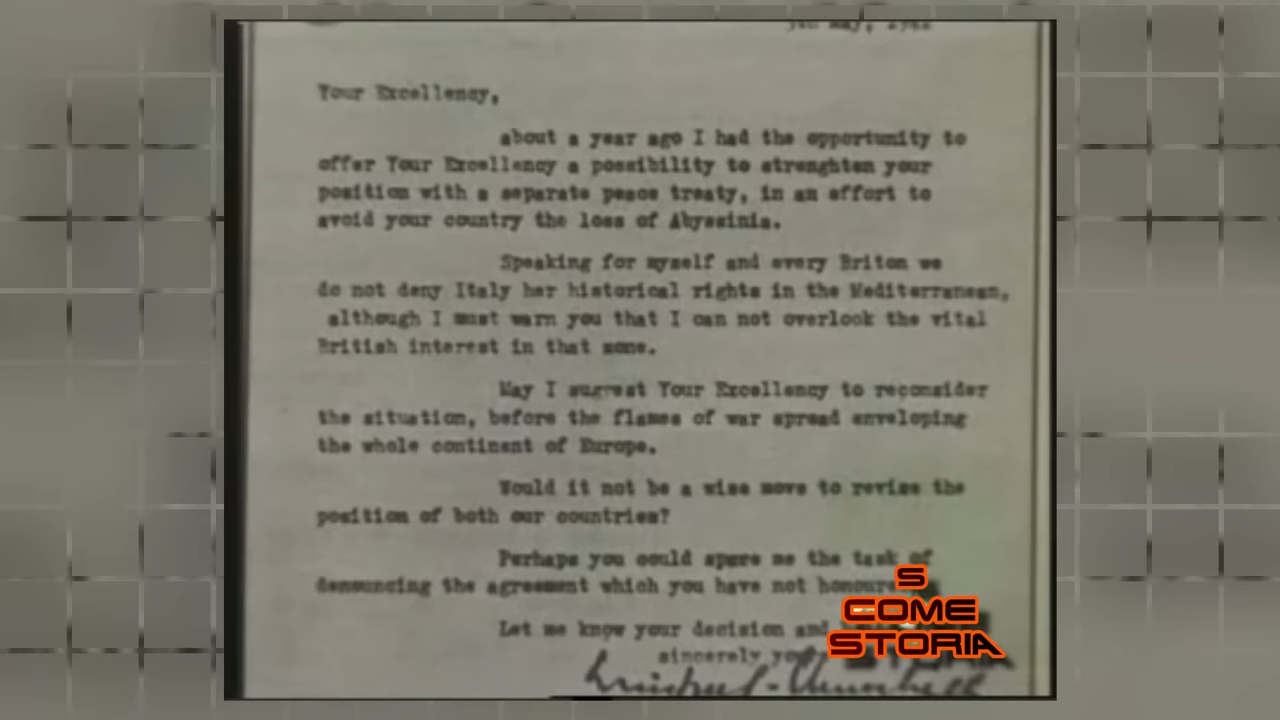 May,
Your Excellency,
about a year ago I had the opportunity to
offer Your Excellency a possibility to strenghten your
position with a separate peace treaty, in an effort to
avoid your country the loss of Abyssinia.
Speaking for myself and every Briton we
do not deny Italy her historical rights in the Mediterranean,
although I must warn you that I can not overlook the vital
British interest in that zone.
May I suggest Your Excellency to reconsider
the situation, before the flames of war spread enveloping
the whole continent of Europe.
Would it not be a wise move to revise the
position of both our countries?
Perhaps you could spare me the task of
denouncing the agreement which you have not
Let me know your decision and
sincerely
S
COME
STORIA